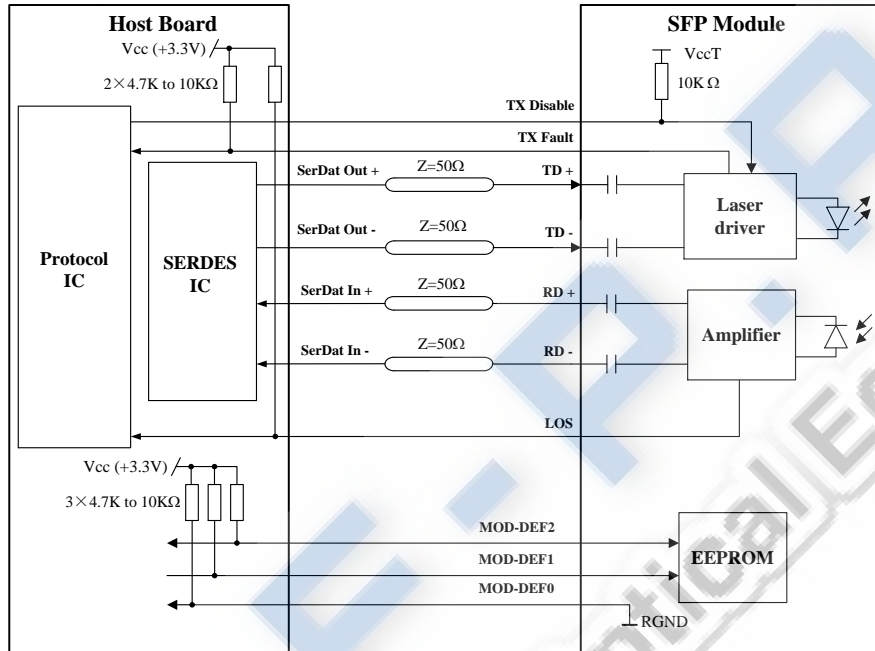 Host Board
SFP Module
Vcc (+3.3V)
VccT
2×4.7K to 10KΩ
10K Ω
TX Disable
TX Fault
SerDat Out +
Z=50Ω
TD +
Laser
driver
SerDat Out -
Z=50Ω
TD -
Protocol
IC
SERDES
IC
SerDat In +
Z=50Ω
RD +
Amplifier
SerDat In -
Z=50Ω
RD -
LOS
Vcc (+3.3V)
3×4.7K to 10KΩ
MOD-DEF2
MOD-DEF1
MOD-DEF0
EEPROM
RGND
E-P.P
ptical Ec